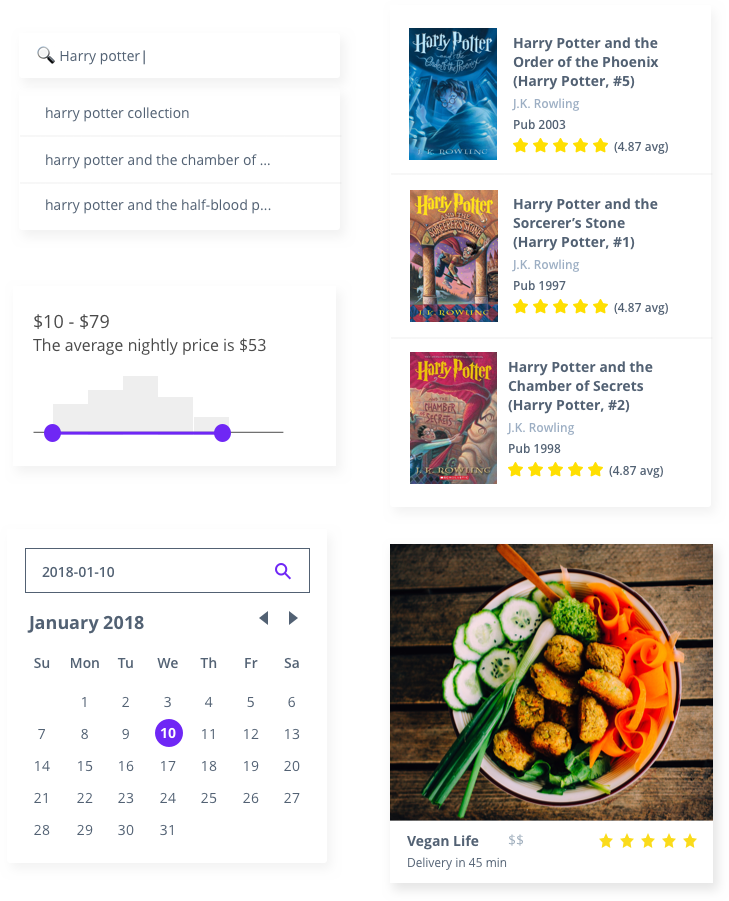 Harry potter|
harry potter collection
harry potter and the chamber of ...
harry potter and the half-blood p...
$10 - $79
The average nightly price is $53
2018-01-10
January 2018
Su Mon Tu We Th Fr Sa
1 2 3 4 5 6
7 8 9 10 11 12 13
14 15 16 17 18 19 20
21 22 23 24 25 26 27
28 29 30 31
Harry Potter
and the
Order of the Phoenix
J. K. ROWLING
Harry Potter and the
Order of the Phoenix
(Harry Potter, #5)
J.K. Rowling
Pub 2003
(4.87 avg)
Harry Potter
AND THE
SORCERER'S STONE
J. K. ROWLING
Harry Potter and the
Sorcerer’s Stone
(Harry Potter, #1)
J.K. Rowling
Pub 1997
(4.87 avg)
Harry Potter
AND THE
CHAMBER OF
SECRETS
J. K. ROWLING
Harry Potter and the
Chamber of Secrets
(Harry Potter, #2)
J.K. Rowling
Pub 1998
(4.87 avg)
Vegan Life $$
Delivery in 45 min